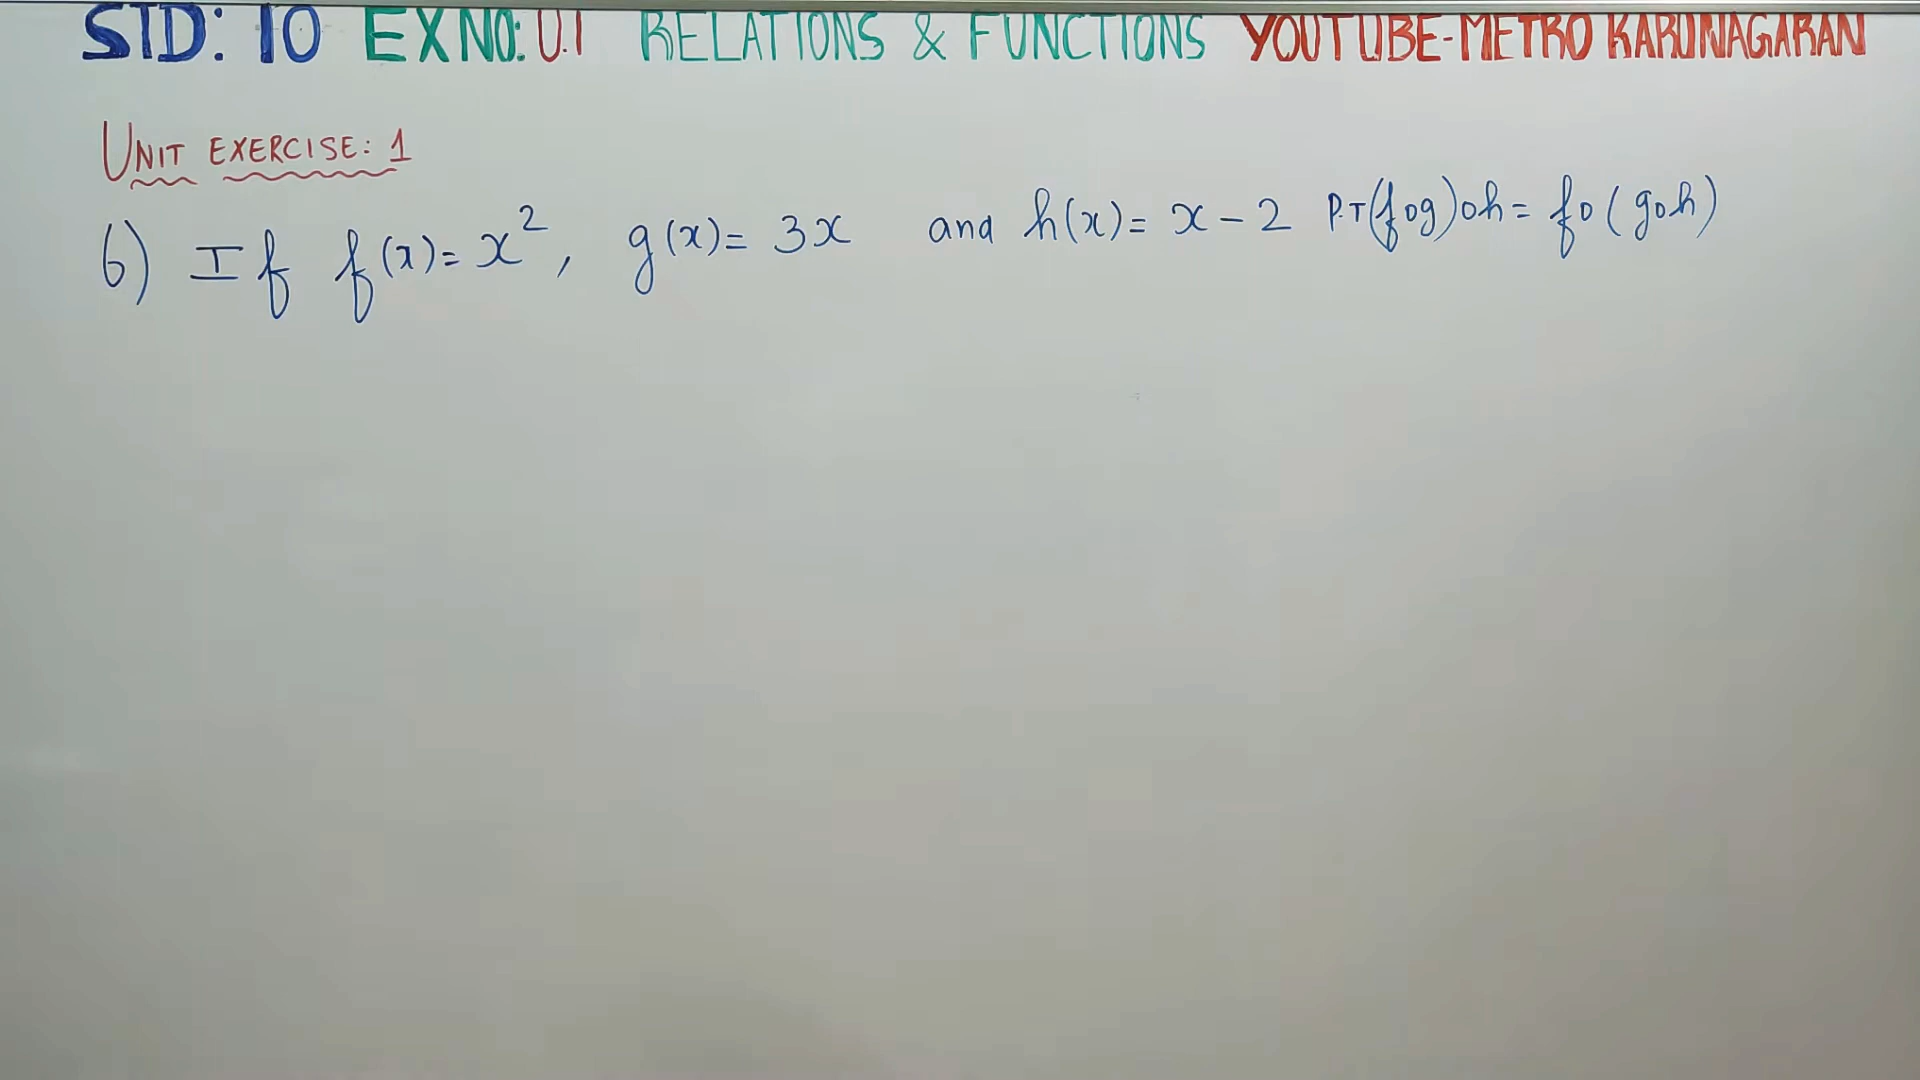 STD: 10 EX NO: U.1 RELATIONS & FUNCTIONS YOUTUBE-METRO KARUNAGARAN
UNIT EXERCISE: 1
6) If f(x)= x², g(x)= 3x and h(x)= x-2 P.T (fog)oh = fo(goh)